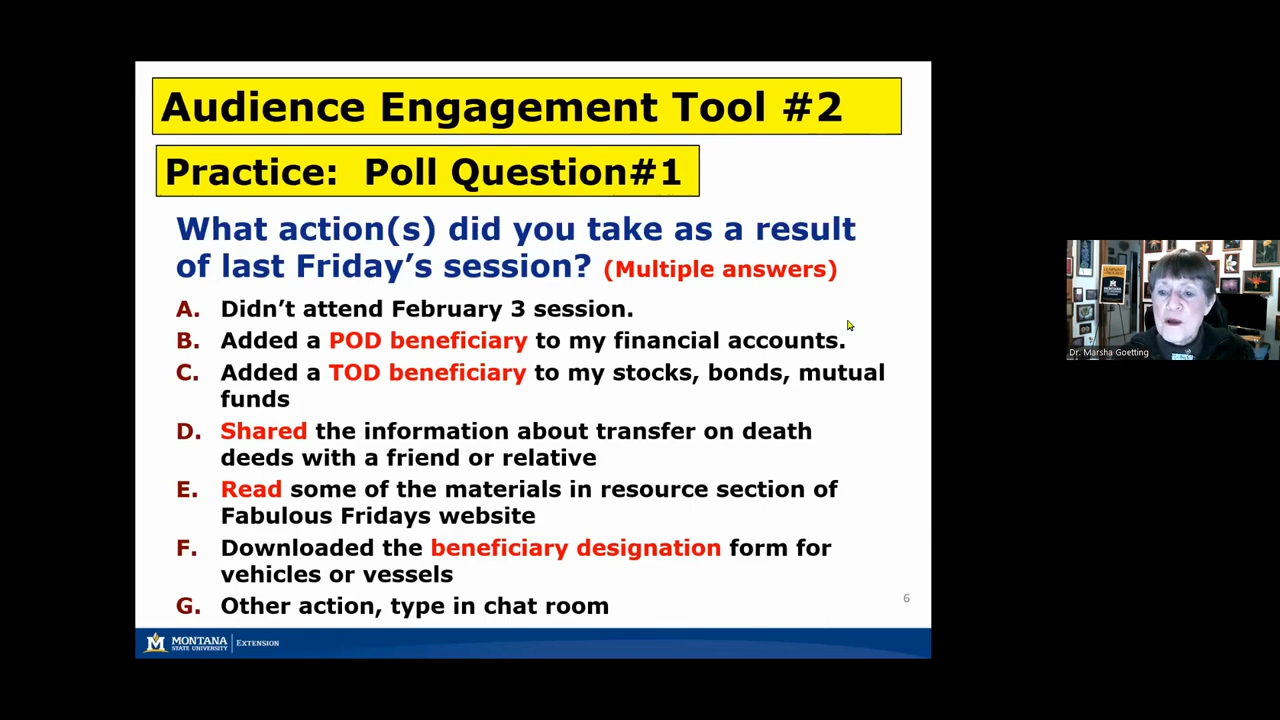 Audience Engagement Tool #2
Practice:  Poll Question#1
What action(s) did you take as a result
of last Friday’s session? (Multiple answers)
A. Didn’t attend February 3 session.
B. Added a POD beneficiary to my financial accounts.
C. Added a TOD beneficiary to my stocks, bonds, mutual
funds
D. Shared the information about transfer on death
deeds with a friend or relative
E. Read some of the materials in resource section of
Fabulous Fridays website
F. Downloaded the beneficiary designation form for
vehicles or vessels
G. Other action, type in chat room
6
M MONTANA
STATE UNIVERSITY
EXTENSION
Dr. Marsha Goetting